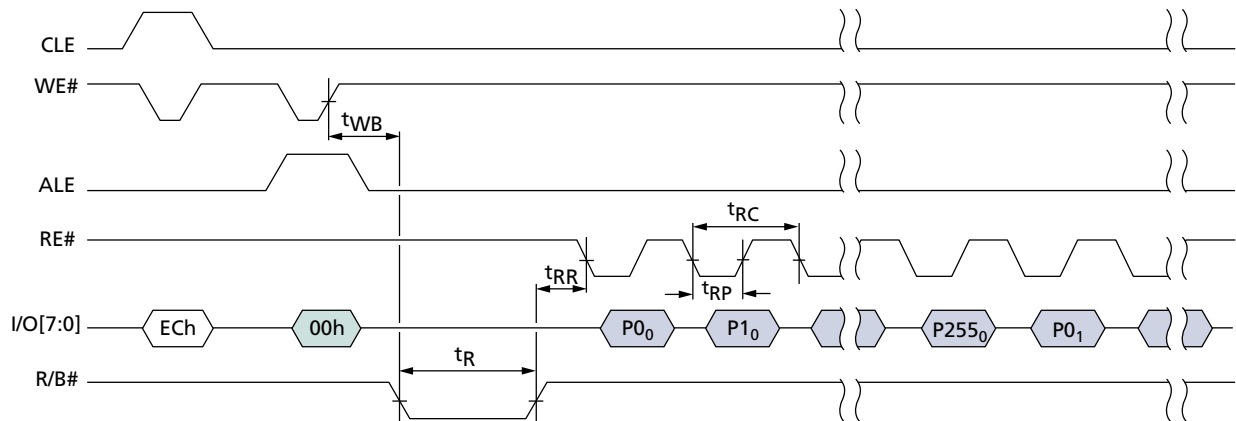 CLE
WE#
tWB
ALE
tRC
RE#
tRR
tRP
I/O[7:0]
ECh
00h
P0₀
P1₀
P255₀
P0₁
tR
R/B#